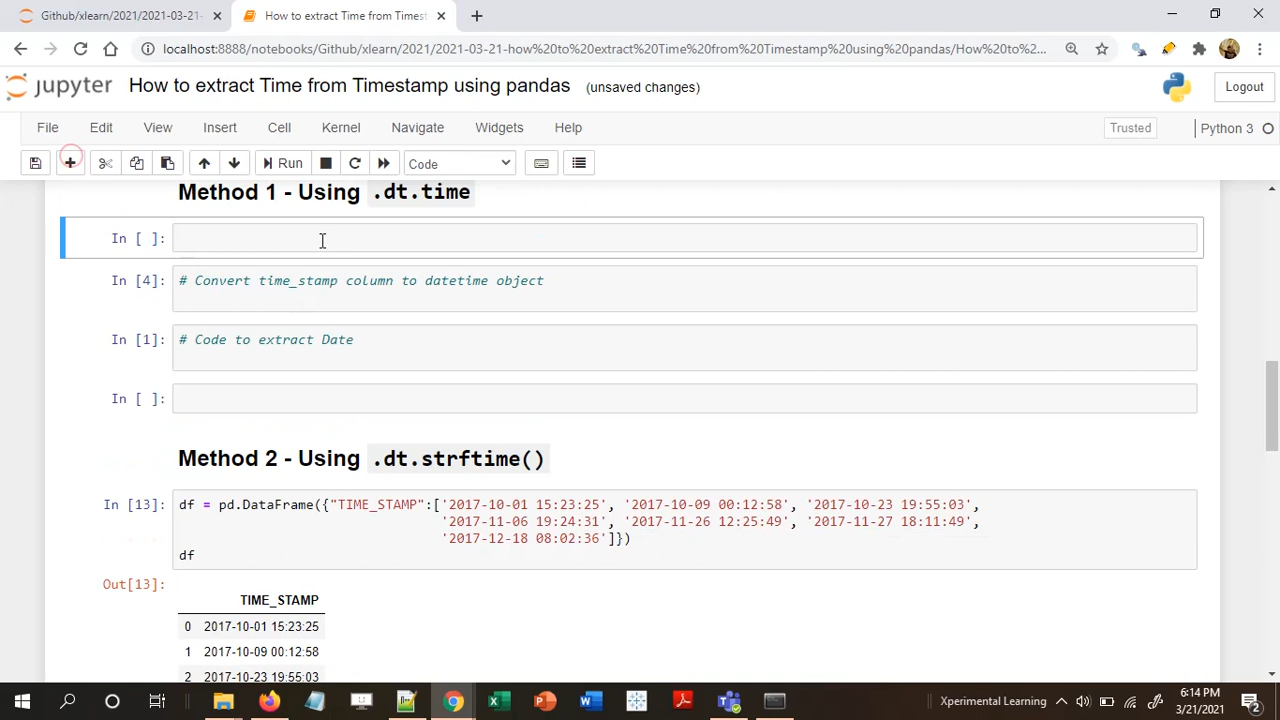 Github/xlearn/2021/2021-03-21-
How to extract Time from Timest
localhost:8888/notebooks/Github/xlearn/2021/2021-03-21-how%20to%20extract%20Time%20from%20Timestamp%20using%20pandas/How%20to%2...
jupyter How to extract Time from Timestamp using pandas (unsaved changes) Logout
File Edit View Insert Cell Kernel Navigate Widgets Help Trusted Python 3
Run Code
Method 1 - Using .dt.time
In [ ]:
In [4]: # Convert time_stamp column to datetime object
In [1]: # Code to extract Date
In [ ]:
Method 2 - Using .dt.strftime()
In [13]: df = pd.DataFrame({"TIME_STAMP":['2017-10-01 15:23:25', '2017-10-09 00:12:58', '2017-10-23 19:55:03',
'2017-11-06 19:24:31', '2017-11-26 12:25:49', '2017-11-27 18:11:49',
'2017-12-18 08:02:36']})
df
Out[13]:
TIME_STAMP
0 2017-10-01 15:23:25
1 2017-10-09 00:12:58
2 2017-10-23 19:55:03
Xperimental Learning
6:14 PM
3/21/2021
2